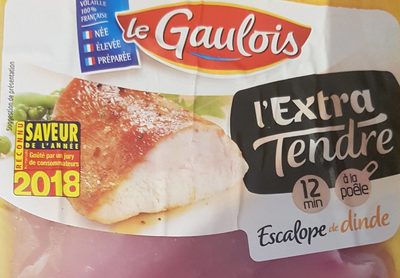 VOLAILLE
100%
FRANÇAISE
NÉE
ÉLEVÉE
PRÉPARÉE
le Gaulois
Suggestion de présentation
l'Extra
Tendre
RECONNU
SAVEUR
DE L'ANNÉE
Goûté par un jury
de consommateurs
2018
12
min
à la
poêle
Escalope de dinde